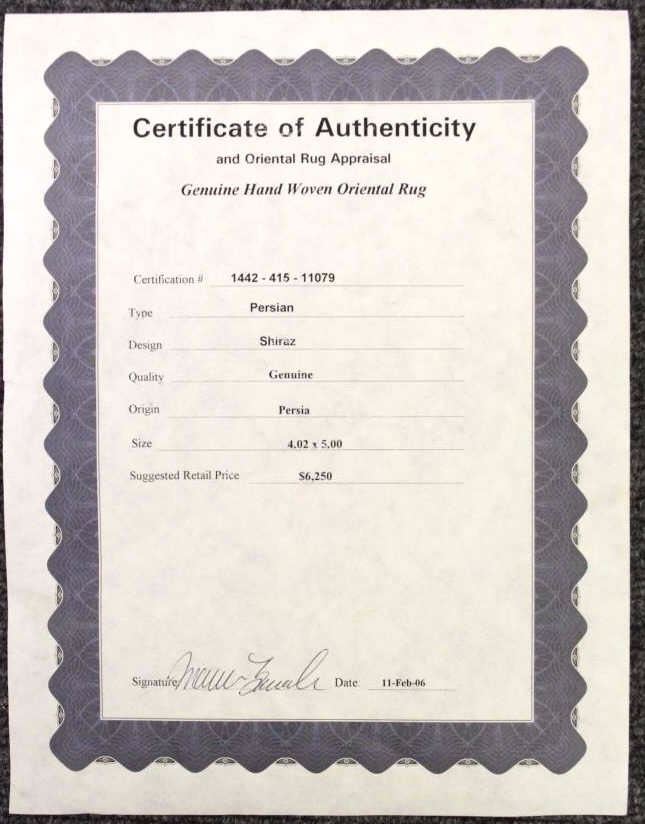 Certificate of Authenticity
and Oriental Rug Appraisal
Genuine Hand Woven Oriental Rug
Certification # 1442 - 415 - 11079
Type Persian
Design Shiraz
Quality Genuine
Origin Persia
Size 4.02 x 5.00
Suggested Retail Price $6,250
Signature Date 11-Feb-06